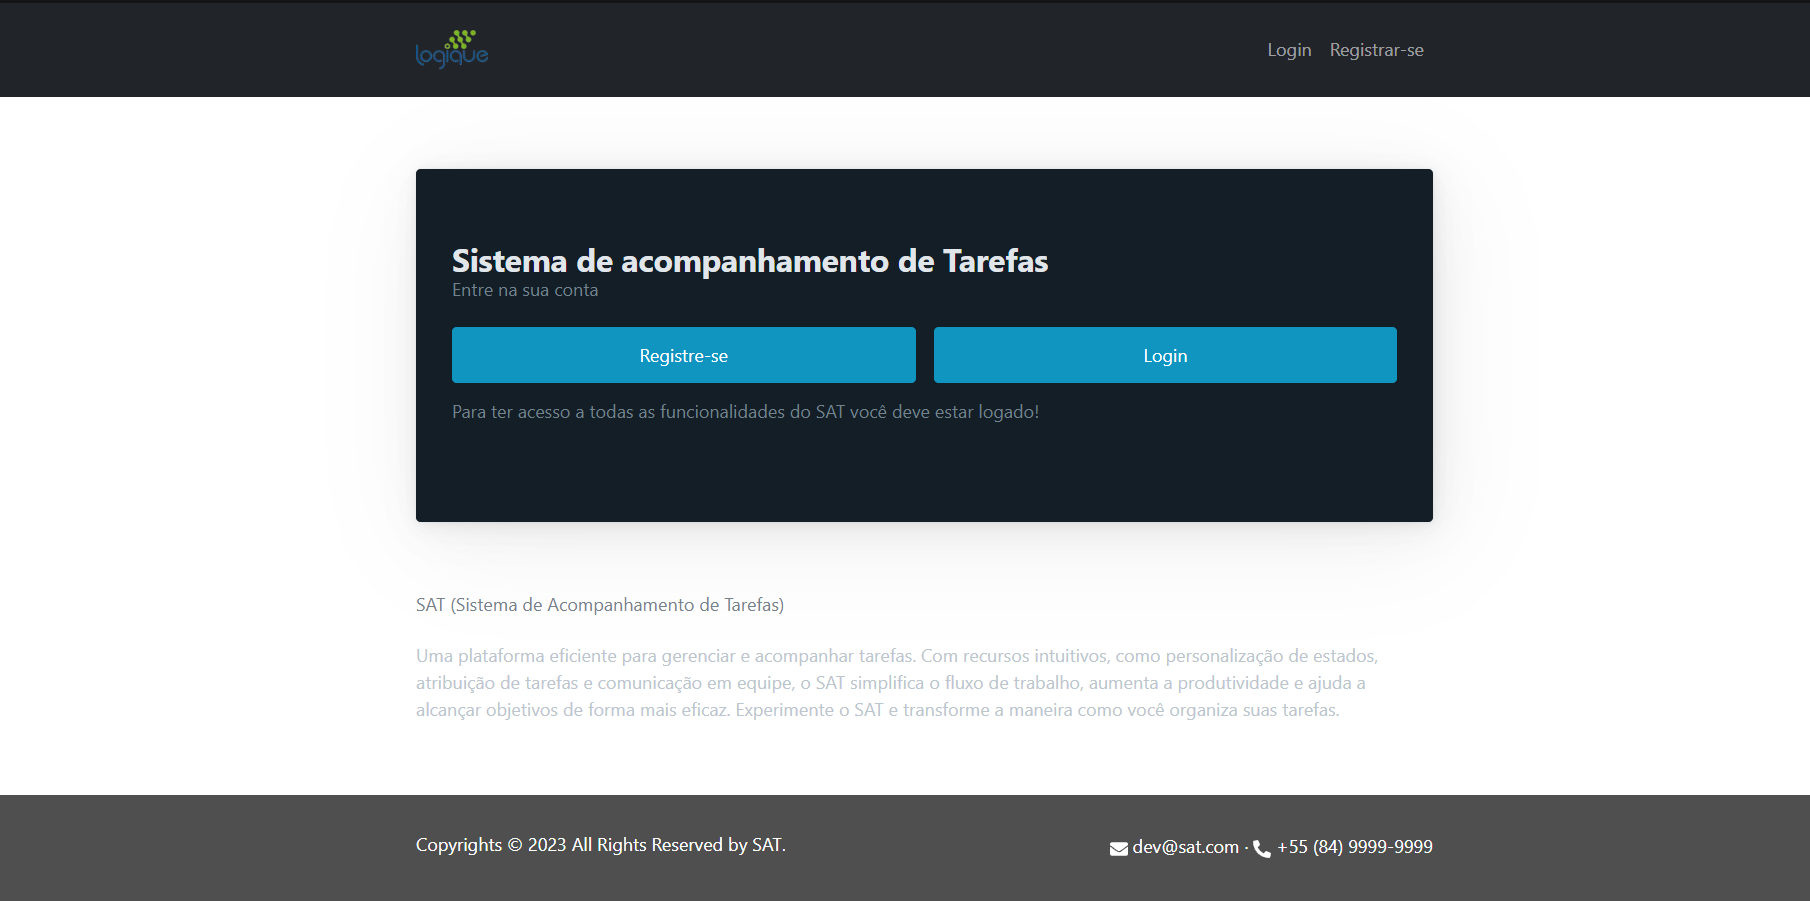 logique
Login Registrar-se
Sistema de acompanhamento de Tarefas
Entre na sua conta
Registre-se Login
Para ter acesso a todas as funcionalidades do SAT você deve estar logado!
SAT (Sistema de Acompanhamento de Tarefas)
Uma plataforma eficiente para gerenciar e acompanhar tarefas. Com recursos intuitivos, como personalização de estados,
atribuição de tarefas e comunicação em equipe, o SAT simplifica o fluxo de trabalho, aumenta a produtividade e ajuda a
alcançar objetivos de forma mais eficaz. Experimente o SAT e transforme a maneira como você organiza suas tarefas.
Copyrights © 2023 All Rights Reserved by SAT.
dev@sat.com · +55 (84) 9999-9999